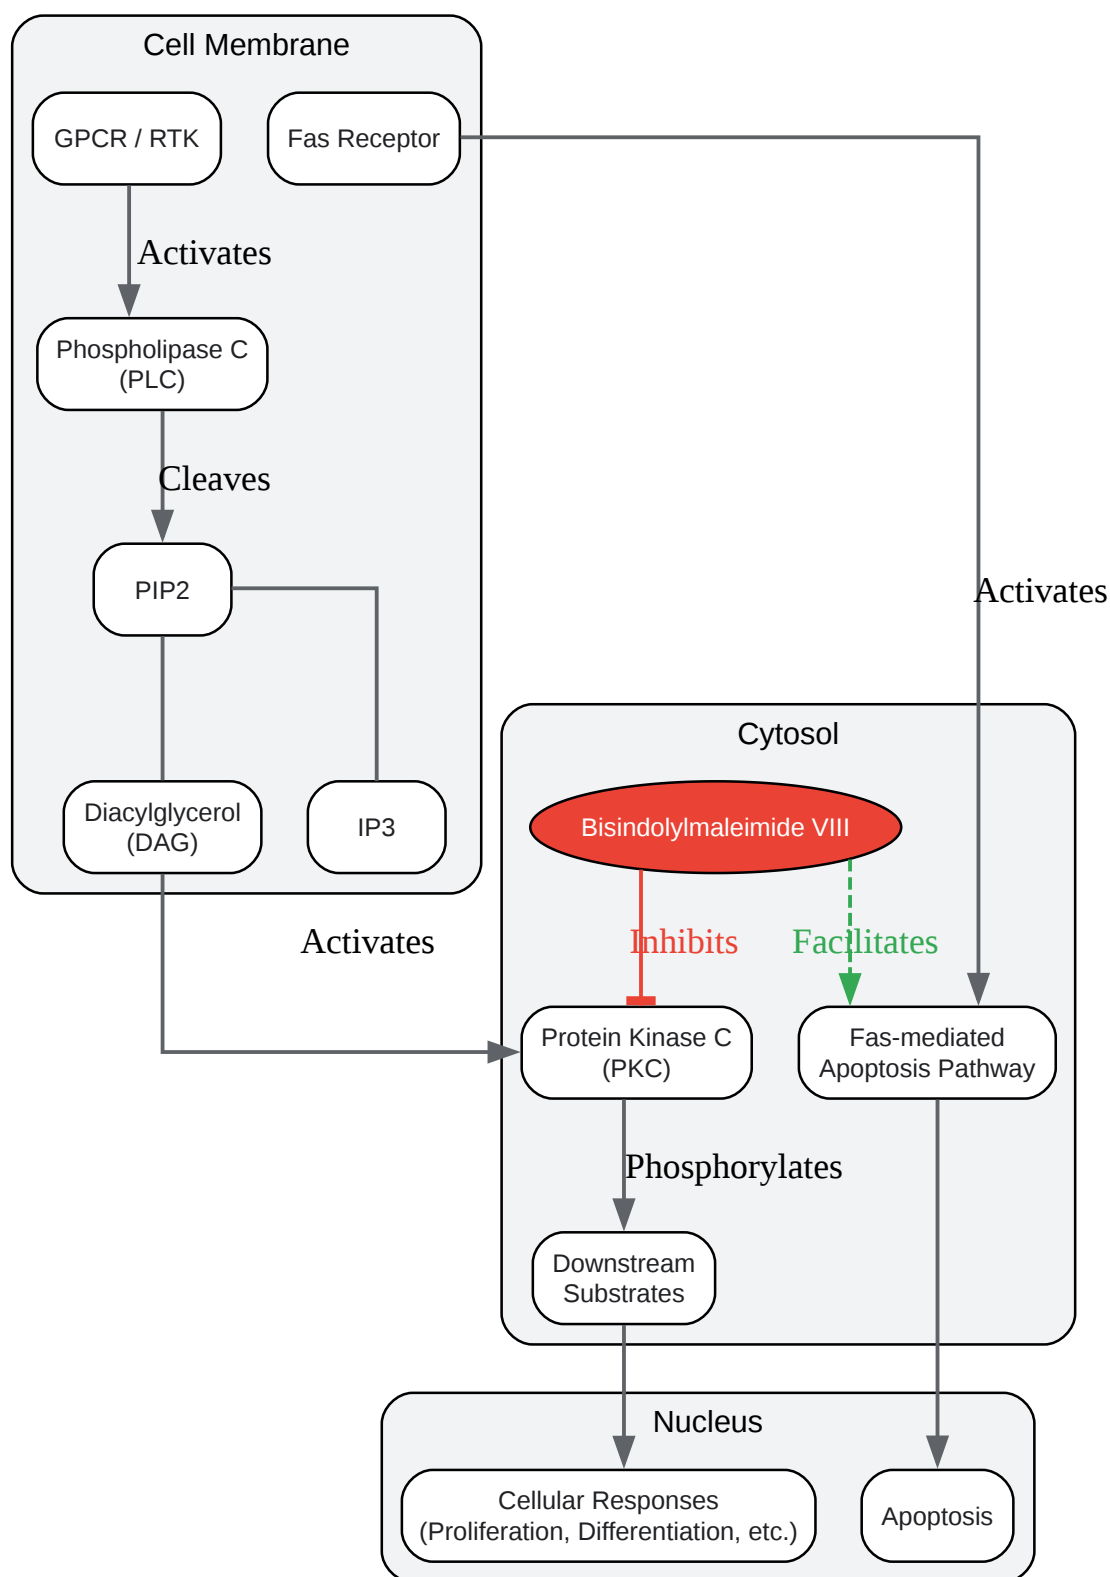 Cell Membrane
GPCR / RTK
Fas Receptor
Activates
Phospholipase C
(PLC)
Cleaves
PIP2
Activates
Diacylglycerol
(DAG)
IP3
Cytosol
Bisindolylmaleimide VIII
Activates
Inhibits
Facilitates
Protein Kinase C
(PKC)
Fas-mediated
Apoptosis Pathway
Phosphorylates
Downstream
Substrates
Nucleus
Cellular Responses
(Proliferation, Differentiation, etc.)
Apoptosis